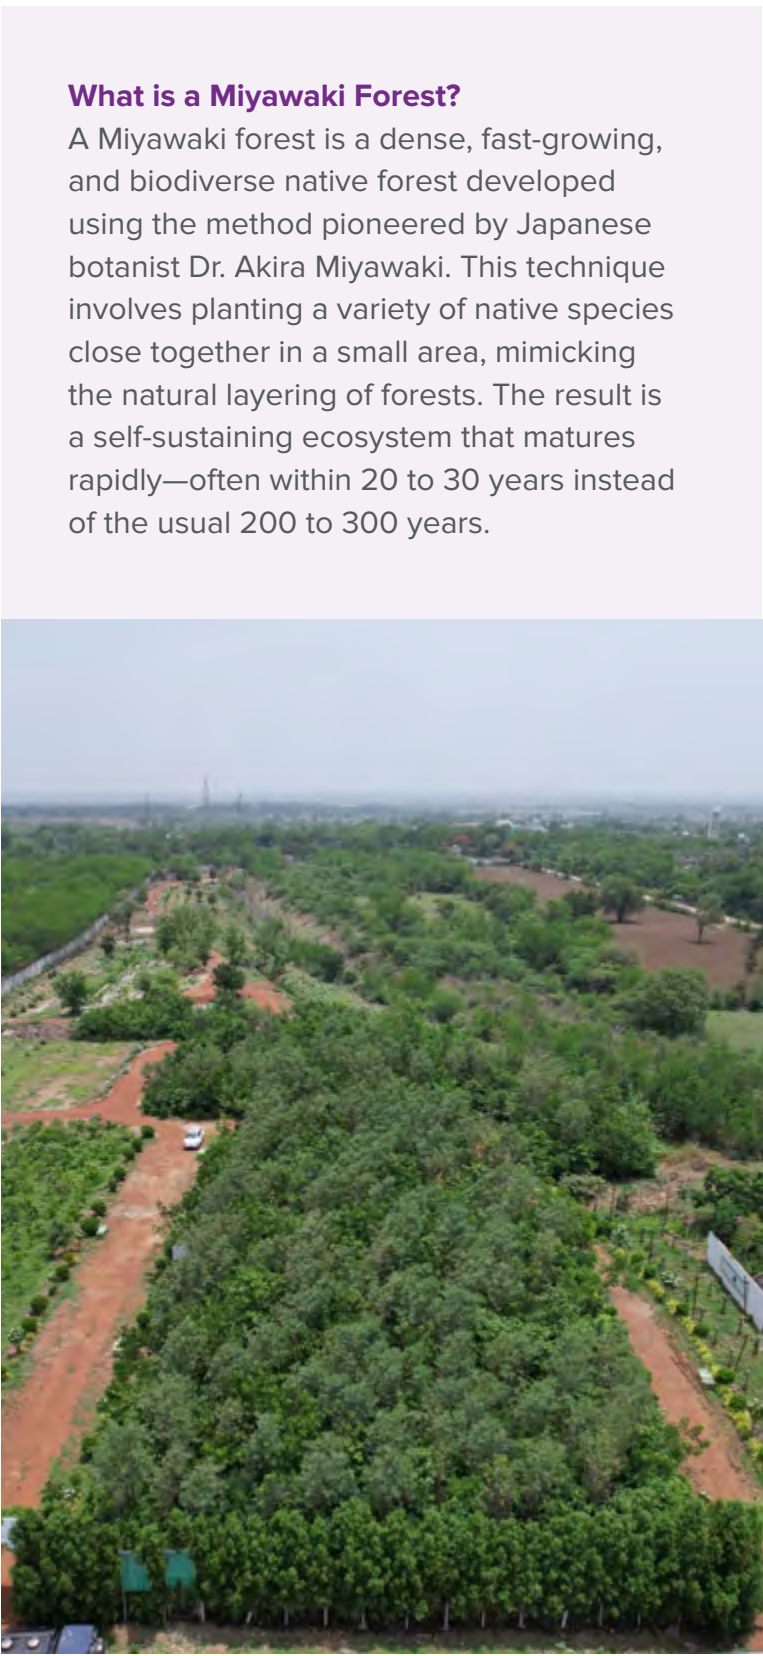 What is a Miyawaki Forest?
A Miyawaki forest is a dense, fast-growing,
and biodiverse native forest developed
using the method pioneered by Japanese
botanist Dr. Akira Miyawaki. This technique
involves planting a variety of native species
close together in a small area, mimicking
the natural layering of forests. The result is
a self-sustaining ecosystem that matures
rapidly—often within 20 to 30 years instead
of the usual 200 to 300 years.